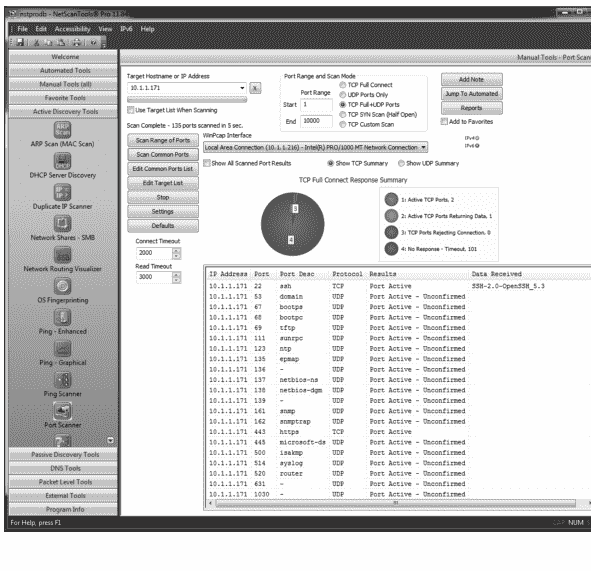 nstprodb - NetScanTools® Pro 11.04
File Edit Accessibility View IPv6 Help
Welcome
Automated Tools
Manual Tools (all)
Favorite Tools
Active Discovery Tools
ARP Scan
ARP Scan (MAC Scan)
DHCP
DHCP Server Discovery
IP ?
IP ?
Duplicate IP Scanner
Network Shares - SMB
Network Routing Visualizer
OS Fingerprinting
Ping - Enhanced
Ping - Graphical
Ping Scanner
Port Scanner
Passive Discovery Tools
DNS Tools
Packet Level Tools
External Tools
Program Info
Manual Tools - Port Scan
Target Hostname or IP Address
10.1.1.171
X
Use Target List When Scanning
Scan Complete - 135 ports scanned in 5 sec.
Port Range and Scan Mode
Port Range
Start 1
End 10000
TCP Full Connect
UDP Ports Only
TCP Full+UDP Ports
TCP SYN Scan (Half Open)
TCP Custom Scan
Add Note
Jump To Automated
Reports
Add to Favorites
Scan Range of Ports
Scan Common Ports
Edit Common Ports List
Edit Target List
Stop
Settings
Defaults
Connect Timeout
2000
Read Timeout
3000
WinPcap Interface
Local Area Connection (10.1.1.216) - Intel(R) PRO/1000 MT Network Connection
IPv4
IPv6
Show All Scanned Port Results
Show TCP Summary
Show UDP Summary
TCP Full Connect Response Summary
3
4
1: Active TCP Ports, 2
2: Active TCP Ports Returning Data, 1
3: TCP Ports Rejecting Connection, 0
4: No Response - Timeout, 101
IP Address Port Port Desc Protocol Results Data Received
10.1.1.171 22 ssh TCP Port Active SSH-2.0-OpenSSH_5.3
10.1.1.171 53 domain UDP Port Active - Unconfirmed
10.1.1.171 67 bootps UDP Port Active - Unconfirmed
10.1.1.171 68 bootpc UDP Port Active - Unconfirmed
10.1.1.171 69 tftp UDP Port Active - Unconfirmed
10.1.1.171 111 sunrpc UDP Port Active - Unconfirmed
10.1.1.171 123 ntp UDP Port Active - Unconfirmed
10.1.1.171 135 epmap UDP Port Active - Unconfirmed
10.1.1.171 136 - UDP Port Active - Unconfirmed
10.1.1.171 137 netbios-ns UDP Port Active - Unconfirmed
10.1.1.171 138 netbios-dgm UDP Port Active - Unconfirmed
10.1.1.171 139 - UDP Port Active - Unconfirmed
10.1.1.171 161 snmp UDP Port Active - Unconfirmed
10.1.1.171 162 snmptrap UDP Port Active - Unconfirmed
10.1.1.171 443 https TCP Port Active
10.1.1.171 445 microsoft-ds UDP Port Active - Unconfirmed
10.1.1.171 500 isakmp UDP Port Active - Unconfirmed
10.1.1.171 514 syslog UDP Port Active - Unconfirmed
10.1.1.171 520 router UDP Port Active - Unconfirmed
10.1.1.171 631 - UDP Port Active - Unconfirmed
10.1.1.171 1030 - UDP Port Active - Unconfirmed
For Help, press F1
CAP NUM